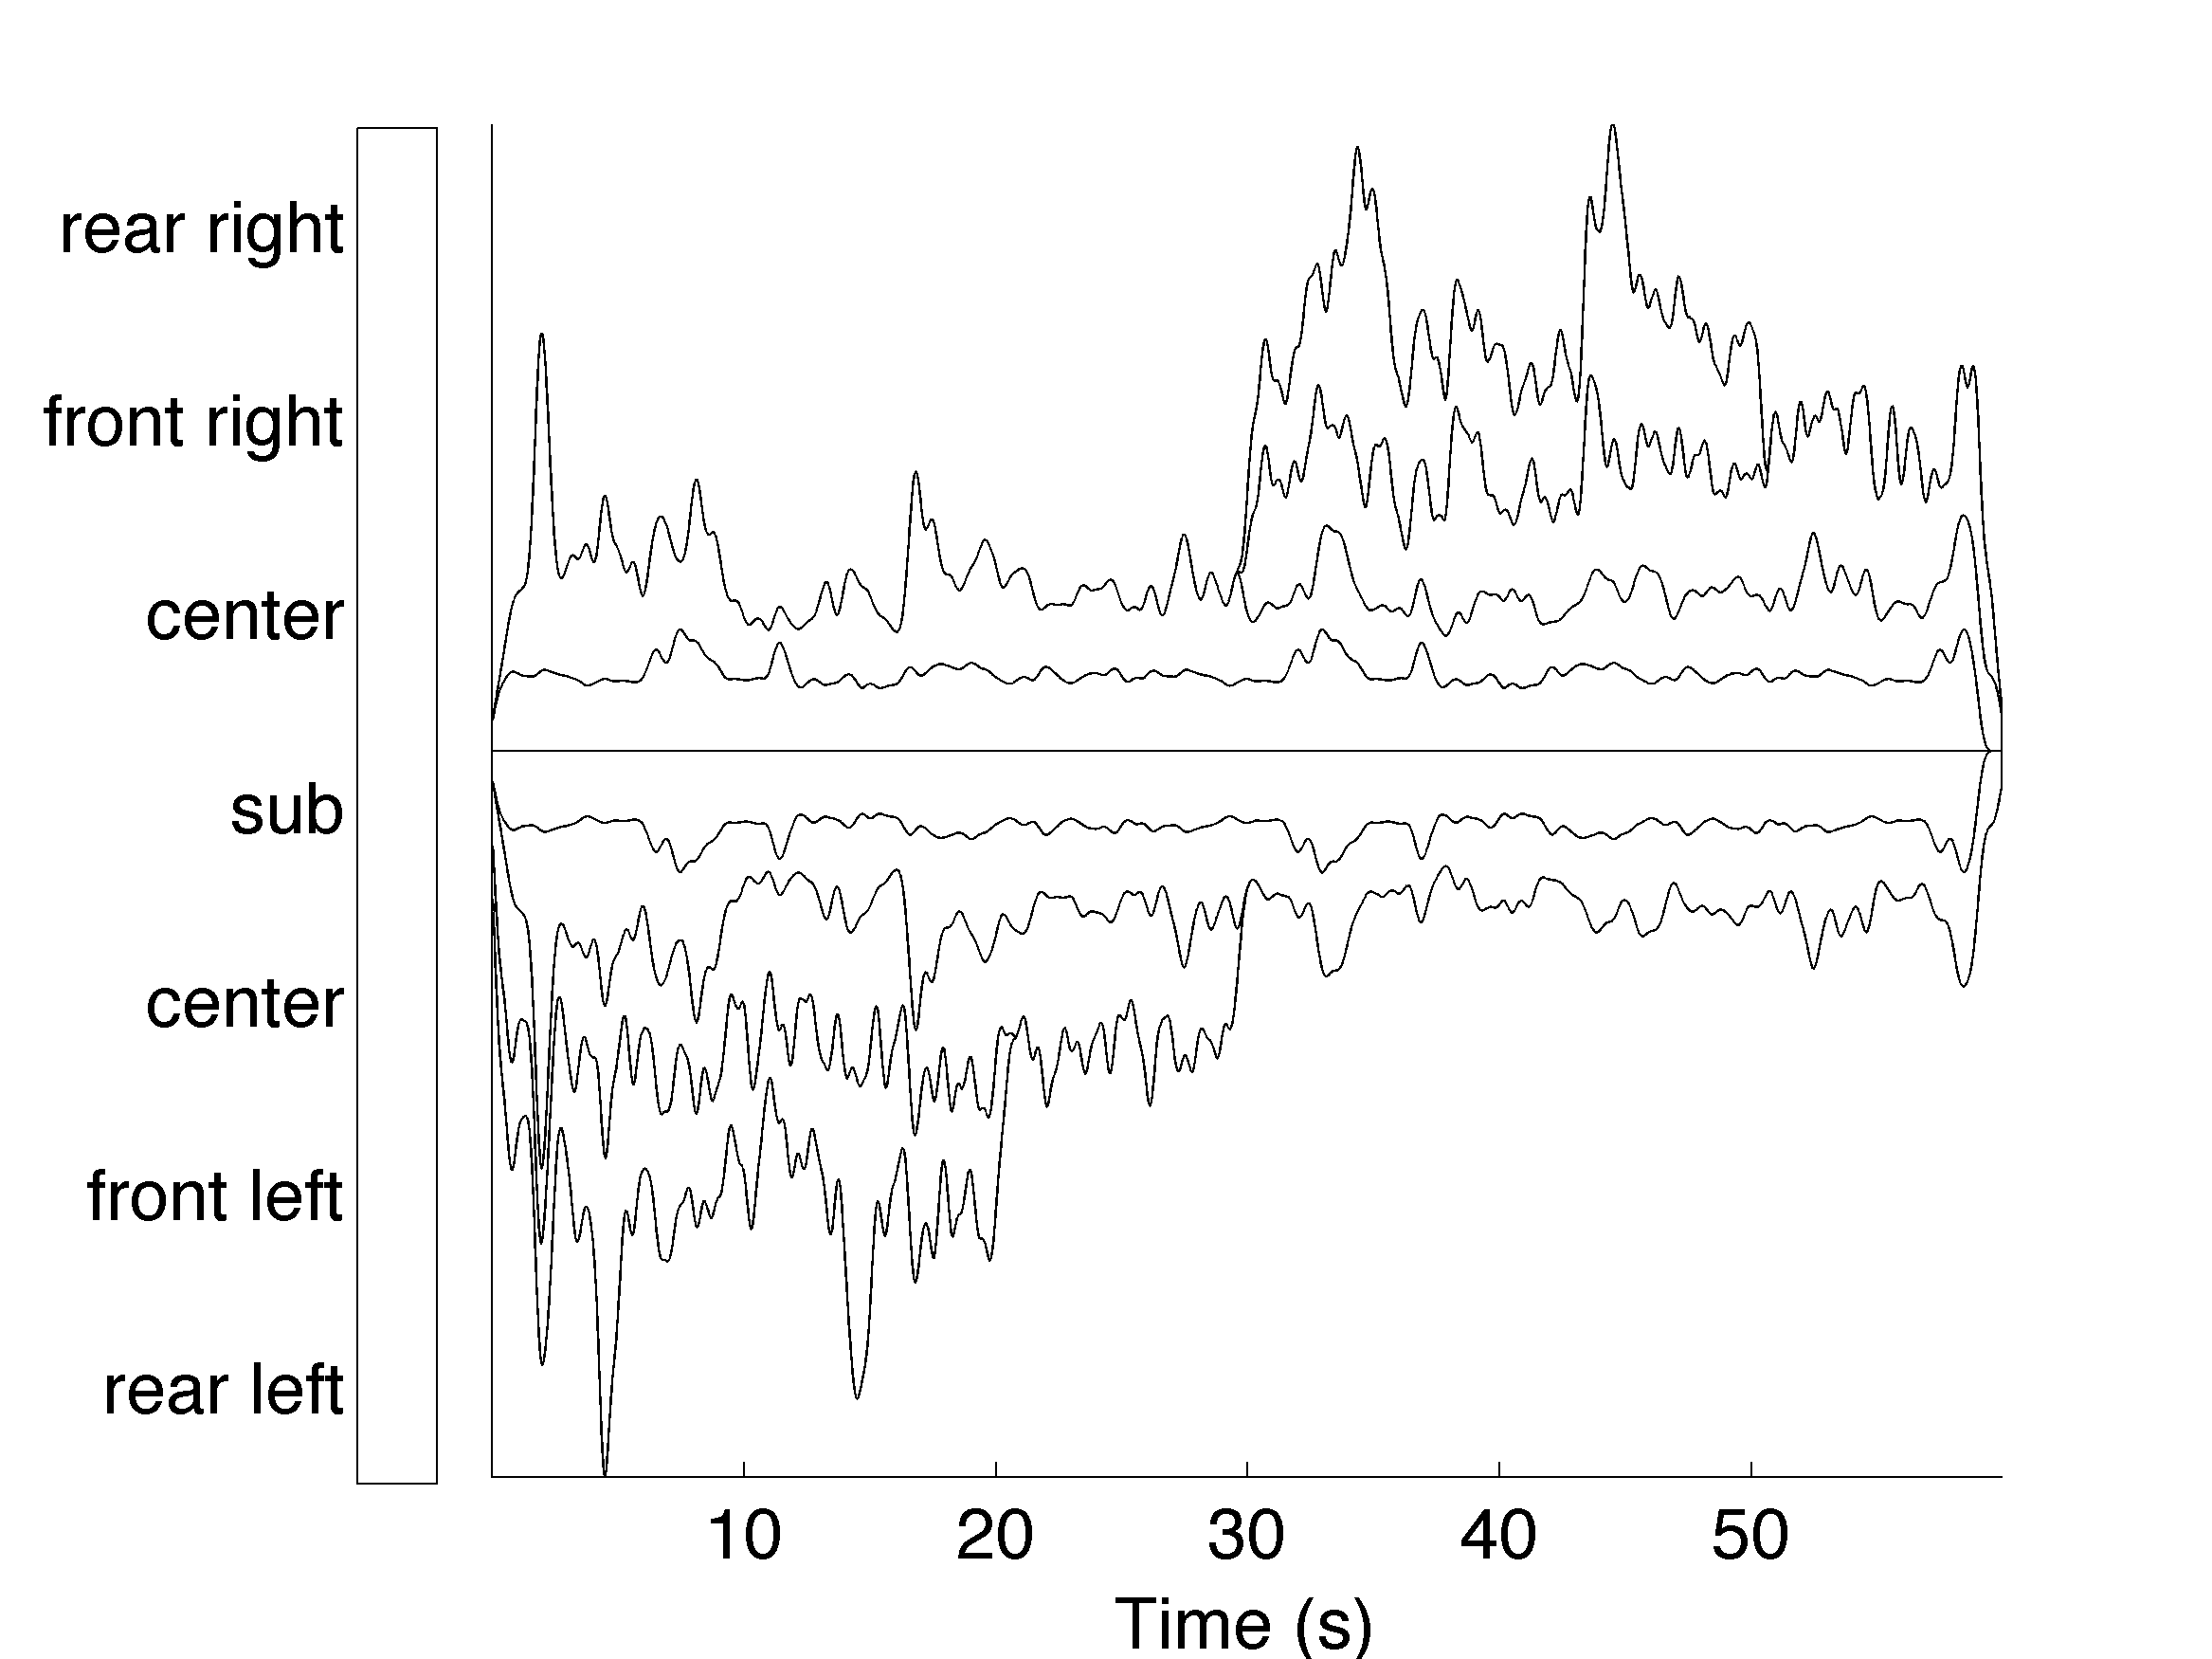 rear right
front right
center
sub
center
front left
rear left
10 20 30 40 50
Time (s)